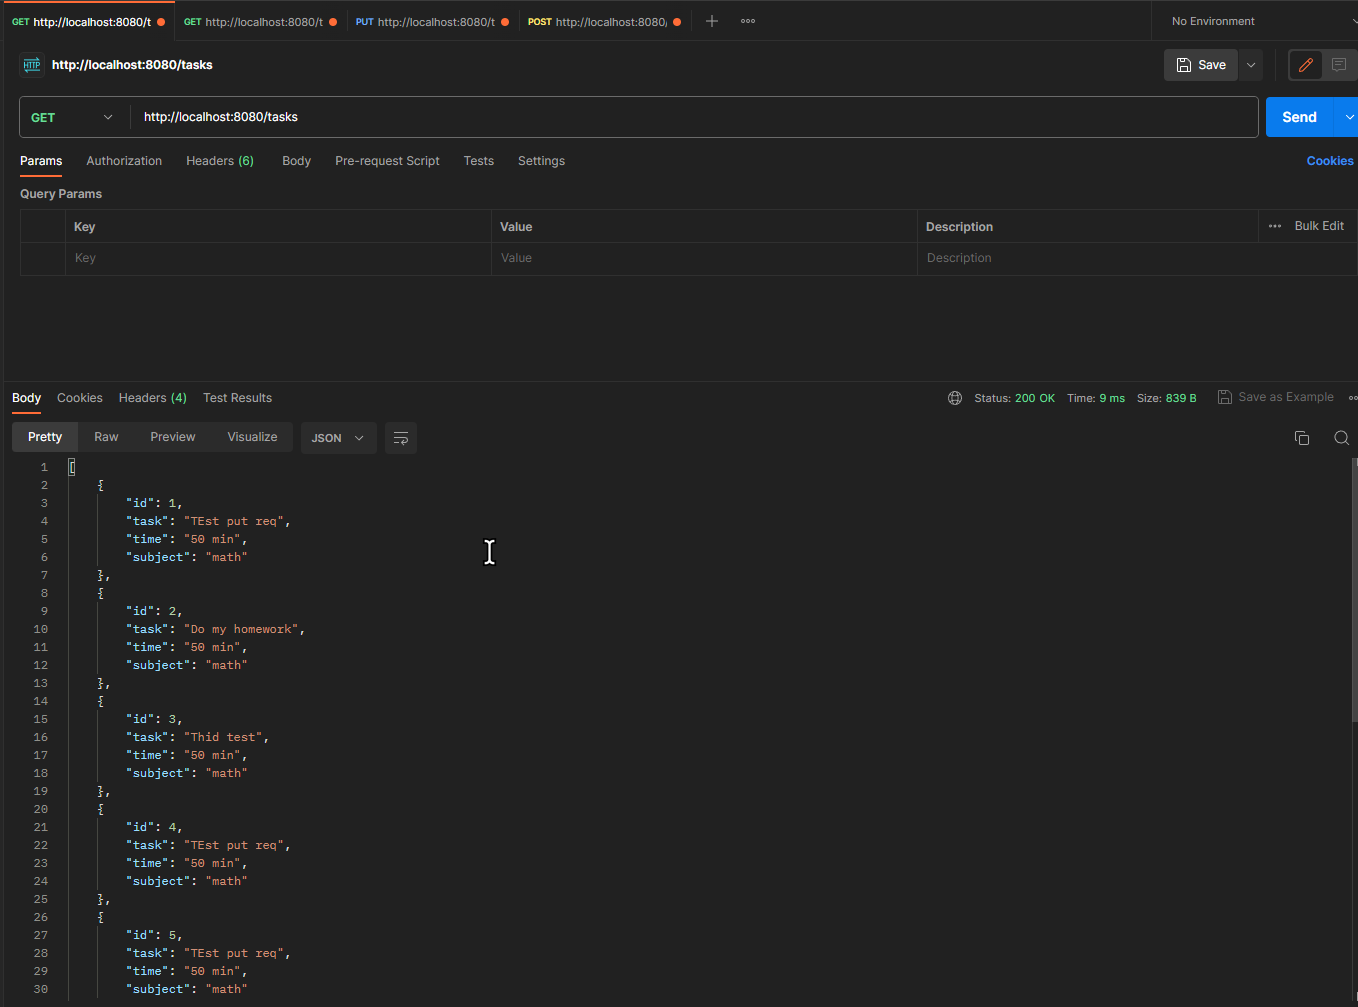 GET http://localhost:8080/t GET http://localhost:8080/t PUT http://localhost:8080/t POST http://localhost:8080/ No Environment
HTTP http://localhost:8080/tasks Save
GET http://localhost:8080/tasks Send
Params Authorization Headers (6) Body Pre-request Script Tests Settings Cookies
Query Params
Key Value Description Bulk Edit
Key Value Description
Body Cookies Headers (4) Test Results Status: 200 OK Time: 9 ms Size: 839 B Save as Example
Pretty Raw Preview Visualize JSON
1 [
2 {
3 "id": 1,
4 "task": "TEst put req",
5 "time": "50 min",
6 "subject": "math"
7 },
8 {
9 "id": 2,
10 "task": "Do my homework",
11 "time": "50 min",
12 "subject": "math"
13 },
14 {
15 "id": 3,
16 "task": "Thid test",
17 "time": "50 min",
18 "subject": "math"
19 },
20 {
21 "id": 4,
22 "task": "TEst put req",
23 "time": "50 min",
24 "subject": "math"
25 },
26 {
27 "id": 5,
28 "task": "TEst put req",
29 "time": "50 min",
30 "subject": "math"